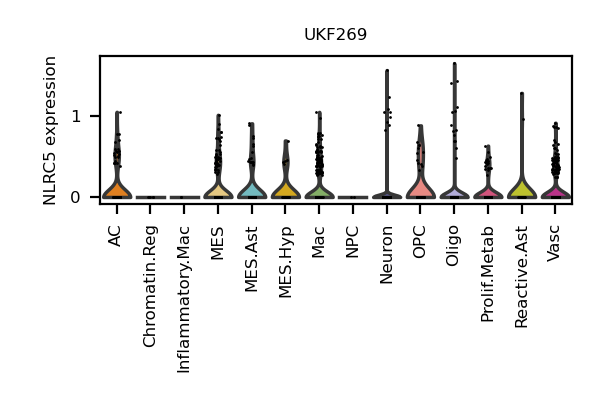 UKF269
NLRC5 expression
1
0
AC
Chromatin.Reg
Inflammatory.Mac
MES
MES.Ast
MES.Hyp
Mac
NPC
Neuron
OPC
Oligo
Prolif.Metab
Reactive.Ast
Vasc